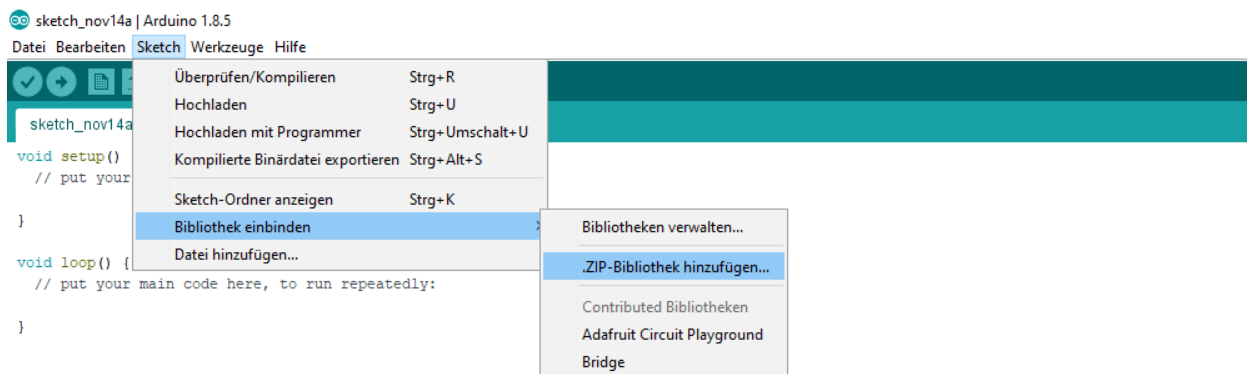 sketch_nov14a | Arduino 1.8.5
Datei Bearbeiten Sketch Werkzeuge Hilfe
Überprüfen/Kompilieren Strg+R
Hochladen Strg+U
sketch_nov14a
Hochladen mit Programmer Strg+Umschalt+U
void setup()
Kompilierte Binärdatei exportieren Strg+Alt+S
// put your
Sketch-Ordner anzeigen Strg+K
}
Bibliothek einbinden
Bibliotheken verwalten...
Datei hinzufügen...
void loop() {
.ZIP-Bibliothek hinzufügen...
// put your main code here, to run repeatedly:
Contributed Bibliotheken
}
Adafruit Circuit Playground
Bridge